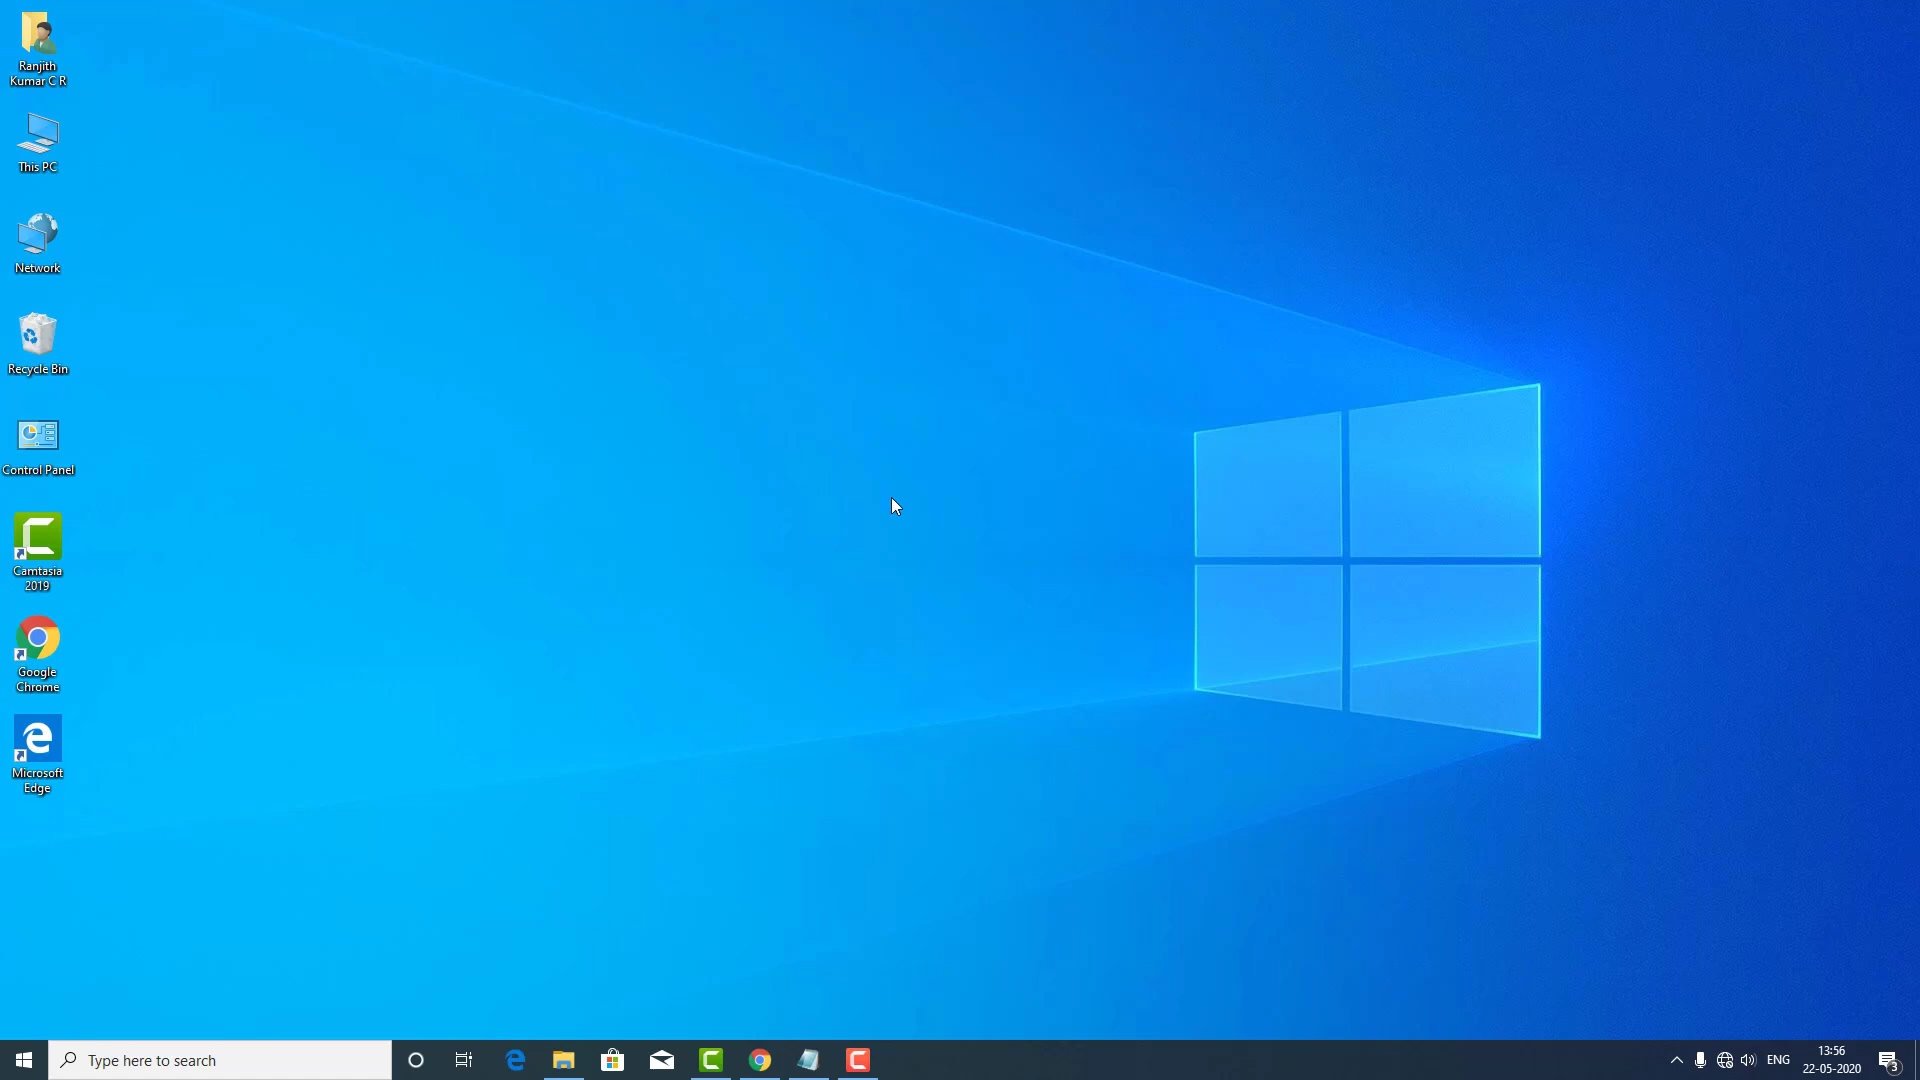 Ranjith
Kumar C R
This PC
Network
Recycle Bin
Control Panel
Camtasia
2019
Google
Chrome
Microsoft
Edge
Type here to search
ENG
13:56
22-05-2020
3